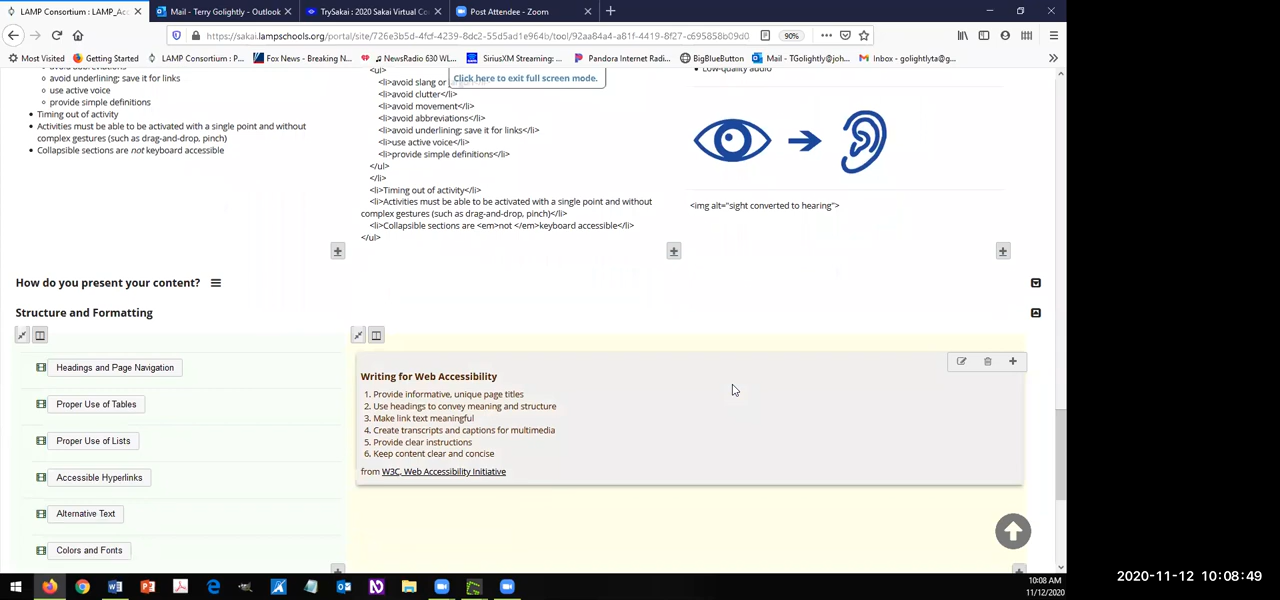 LAMP Consortium : LAMP_Acc
Mail - Terry Golightly - Outlook
TrySakai : 2020 Sakai Virtual Co
Post Attendee - Zoom
https://sakai.lampschools.org/portal/site/726e3b5d-4fcf-4239-8dc2-55d5ad1e964b/tool/92aa84a4-a81f-4419-8f27-c695858b09d0
90%
Most Visited
Getting Started
LAMP Consortium : P...
Fox News - Breaking N...
NewsRadio 630 WL...
SiriusXM Streaming: ...
Pandora Internet Radi...
BigBlueButton
Mail - TGolightly@joh...
Inbox - golightlyta@g...
Click here to exit full screen mode.
avoid underlining; save it for links
use active voice
provide simple definitions
Timing out of activity
Activities must be able to be activated with a single point and without
complex gestures (such as drag-and-drop, pinch)
Collapsible sections are not keyboard accessible
<ul>
<li>avoid slang or
<li>avoid clutter</li>
<li>avoid movement</li>
<li>avoid abbreviations</li>
<li>avoid underlining; save it for links</li>
<li>use active voice</li>
<li>provide simple definitions</li>
</ul>
</li>
<li>Timing out of activity</li>
<li>Activities must be able to be activated with a single point and without
complex gestures (such as drag-and-drop, pinch)</li>
<li>Collapsible sections are <em>not </em>keyboard accessible</li>
</ul>
Low-quality audio
<img alt="sight converted to hearing">
How do you present your content?
Structure and Formatting
Headings and Page Navigation
Proper Use of Tables
Proper Use of Lists
Accessible Hyperlinks
Alternative Text
Colors and Fonts
Writing for Web Accessibility
1. Provide informative, unique page titles
2. Use headings to convey meaning and structure
3. Make link text meaningful
4. Create transcripts and captions for multimedia
5. Provide clear instructions
6. Keep content clear and concise
from W3C, Web Accessibility Initiative
10:08 AM
11/12/2020
2020-11-12 10:08:49